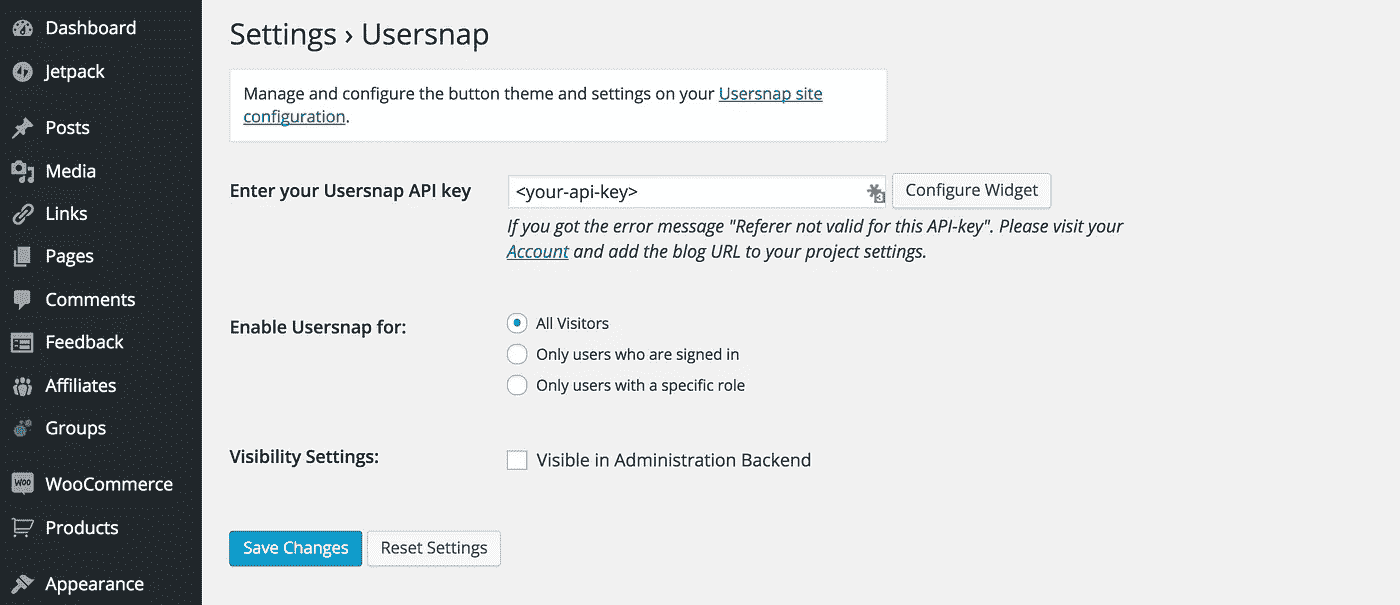 Dashboard
Jetpack
Posts
Media
Links
Pages
Comments
Feedback
Affiliates
Groups
WOO WooCommerce
Products
Appearance
Settings › Usersnap
Manage and configure the button theme and settings on your Usersnap site
configuration.
Enter your Usersnap API key
<your-api-key>
3
Configure Widget
If you got the error message "Referer not valid for this API-key". Please visit your
Account and add the blog URL to your project settings.
Enable Usersnap for:
All Visitors
Only users who are signed in
Only users with a specific role
Visibility Settings:
Visible in Administration Backend
Save Changes
Reset Settings